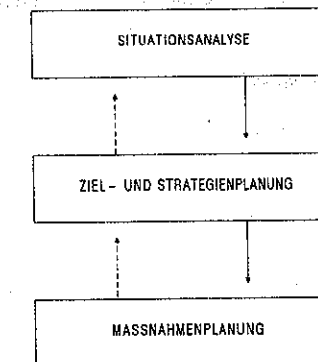 SITUATIONSANALYSE
ZIEL- UND STRATEGIENPLANUNG
MASSNAHMENPLANUNG